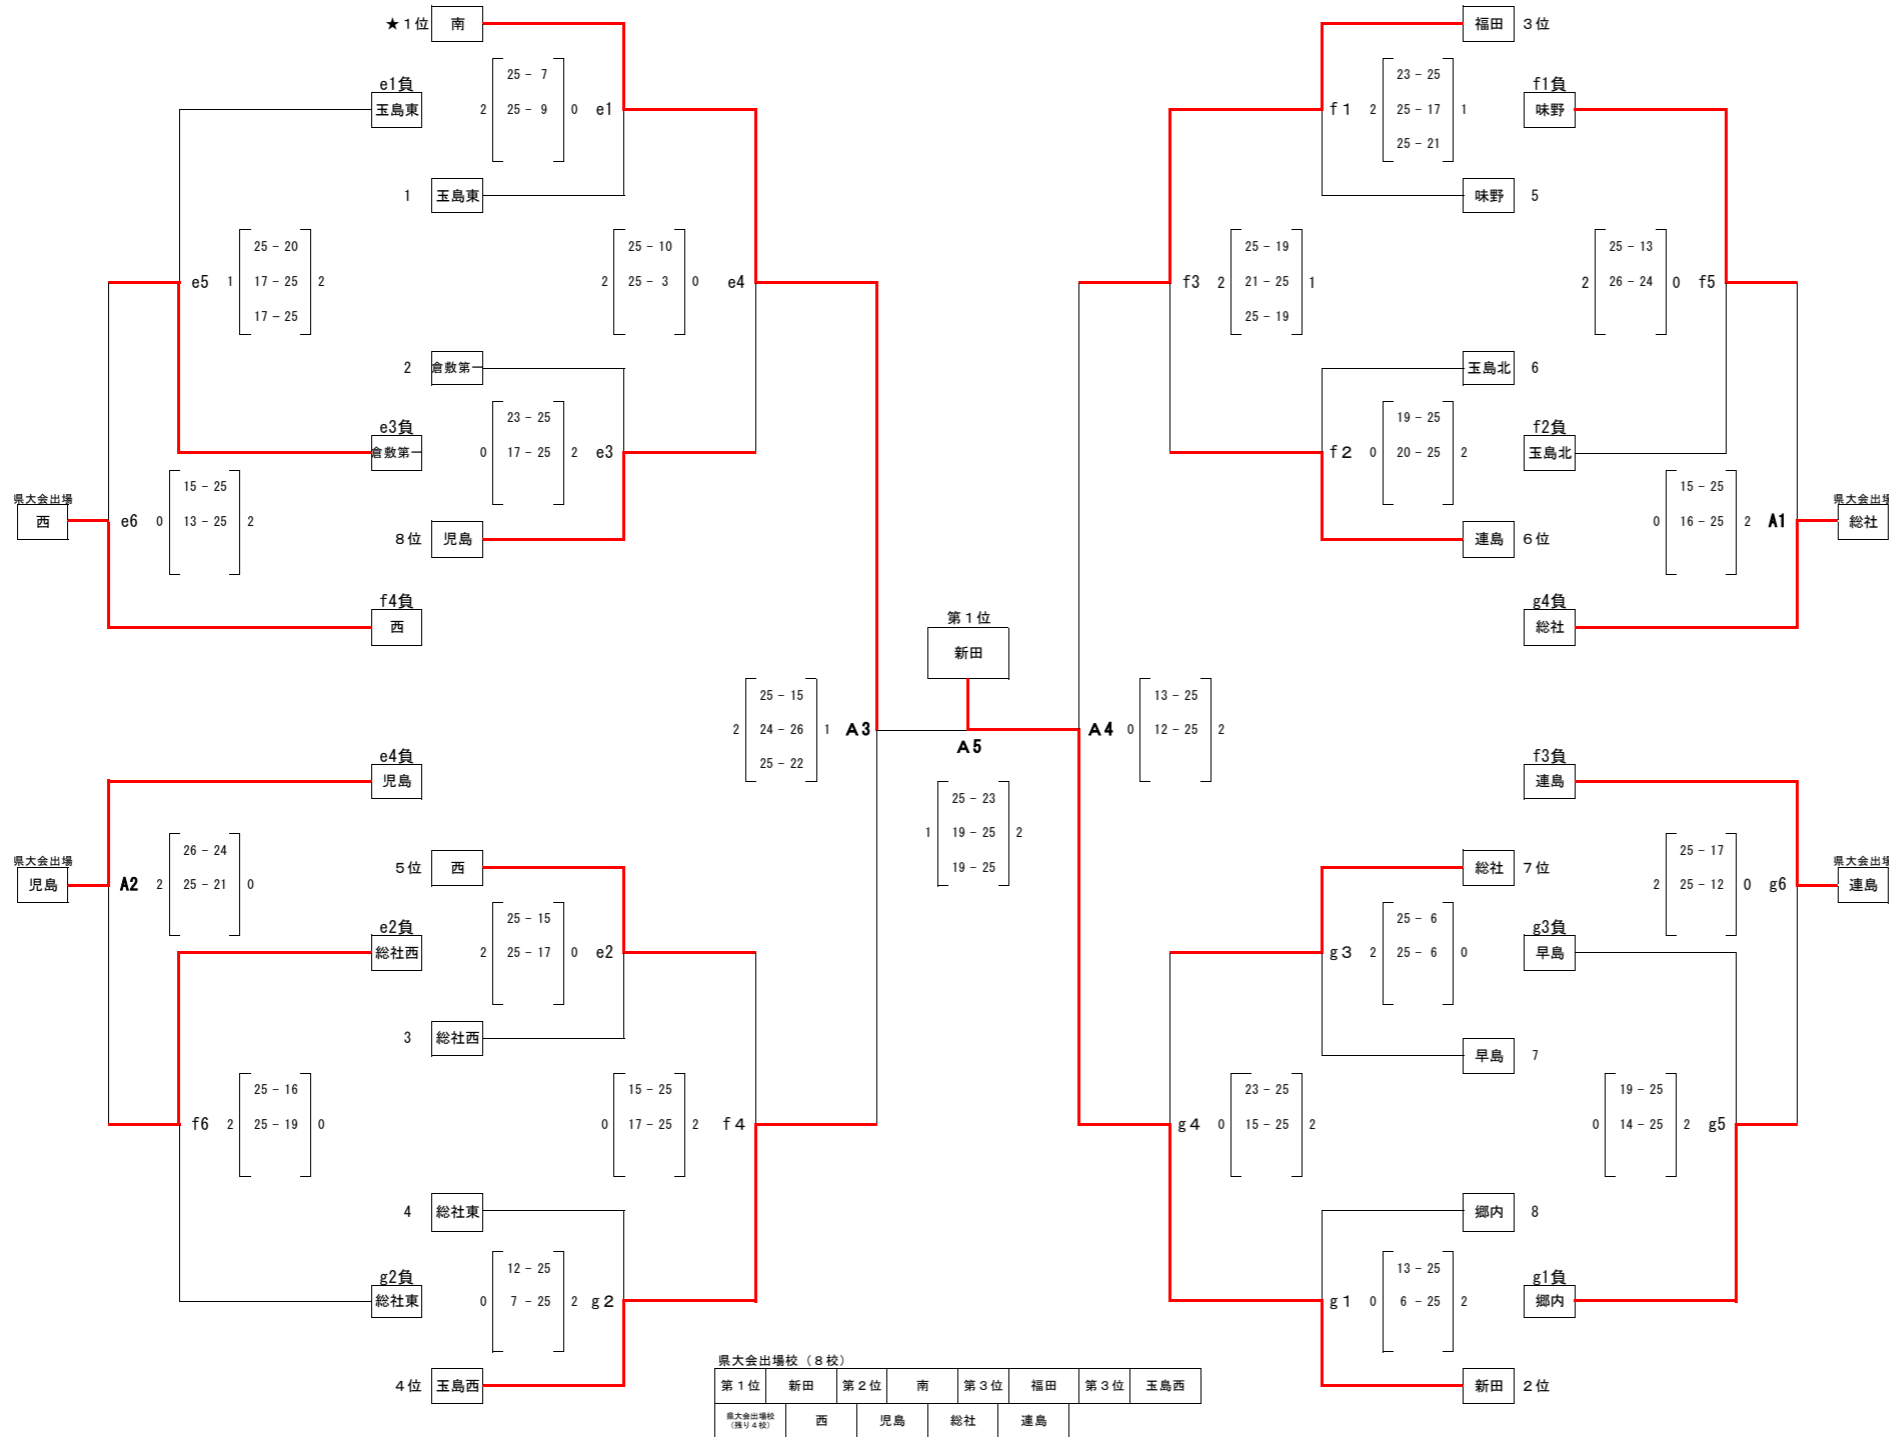 ★１位 南
福田 ３位
e1負
玉島東
2 25 − 7 0 e1
25 − 9
f１ 2 23 − 25 1
25 − 17
25 − 21
f1負
味野
1 玉島東
味野 5
e5 1 25 − 20 2
17 − 25
17 − 25
2 25 − 10 0 e4
25 − 3
f3 2 25 − 19 1
21 − 25
25 − 19
2 25 − 13 0 f5
26 − 24
2 倉敷第一
玉島北 6
e3負
倉敷第一
0 23 − 25 2 e3
17 − 25
f２ 0 19 − 25 2
20 − 25
f2負
玉島北
県大会出場
西
e6 0 15 − 25 2
13 − 25
８位 児島
連島 ６位
0 15 − 25 2 A1
16 − 25
県大会出場
総社
f4負
西
g4負
総社
第１位
新田
2 25 − 15 1 A３
24 − 26
25 − 22
A５
1 25 − 23 2
19 − 25
19 − 25
A４ 0 13 − 25 2
12 − 25
e4負
児島
f3負
連島
県大会出場
児島
A2 2 26 − 24 0
25 − 21
５位 西
総社 ７位
2 25 − 17 0 g6
25 − 12
県大会出場
連島
e2負
総社西
2 25 − 15 0 e2
25 − 17
g３ 2 25 − 6 0
25 − 6
g3負
早島
3 総社西
早島 7
f6 2 25 − 16 0
25 − 19
0 15 − 25 2 f４
17 − 25
g４ 0 23 − 25 2
15 − 25
0 19 − 25 2 g5
14 − 25
4 総社東
郷内 8
g2負
総社東
0 12 − 25 2 g２
7 − 25
g１ 0 13 − 25 2
6 − 25
g1負
郷内
４位 玉島西
新田 ２位
県大会出場校（８校）
第１位 新田 第２位 南 第３位 福田 第３位 玉島西
県大会出場校
（残り４校）
西 児島 総社 連島